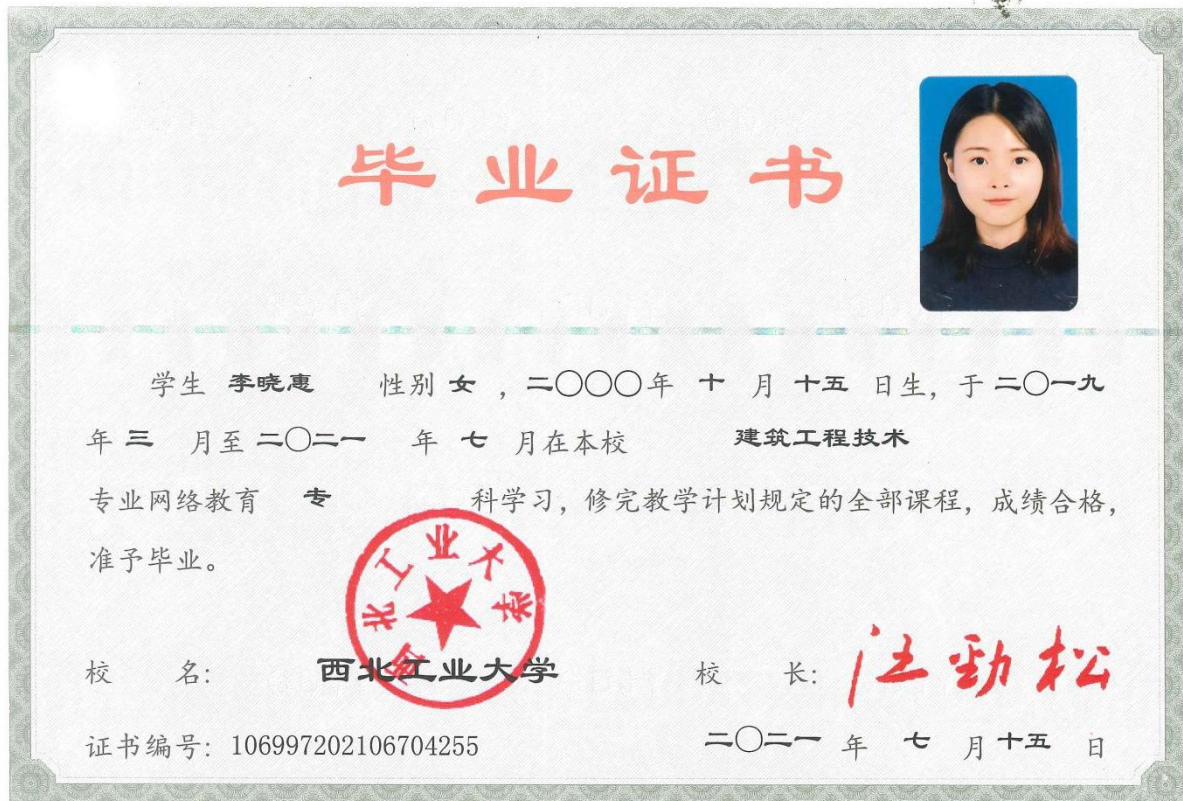 毕业证书
学生 李晓惠 性别 女 ，二〇〇〇年 十 月 十五 日生，于 二〇一九
年 三 月至 二〇二一 年 七 月在本校 建筑工程技术
专业网络教育 专 科学习，修完教学计划规定的全部课程，成绩合格，
准予毕业。
西北工业大学
校 名: 西北工业大学 校 长: 汪劲松
证书编号: 106997202106704255 二〇二一 年 七 月 十五 日